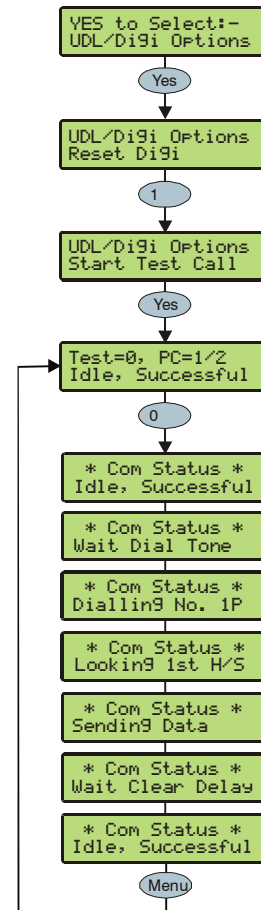 YES to Select:-
UDL/Digi Options
Yes
UDL/Digi Options
Reset Digi
1
UDL/Digi Options
Start Test Call
Yes
Test=0, PC=1/2
Idle, Successful
0
* Com Status *
Idle, Successful
* Com Status *
Wait Dial Tone
* Com Status *
Dialling No. 1P
* Com Status *
Looking 1st H/S
* Com Status *
Sending Data
* Com Status *
Wait Clear Delay
* Com Status *
Idle, Successful
Menu